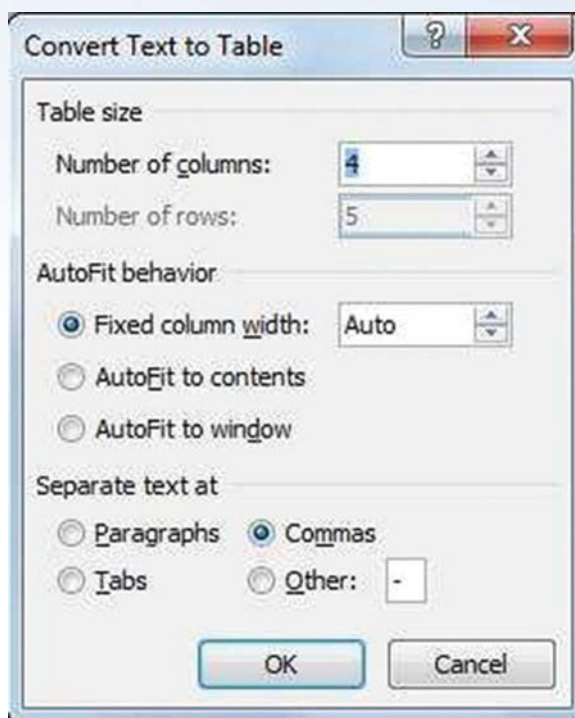 Convert Text to Table
?
Table size
Number of columns: 4
Number of rows: 5
AutoFit behavior
Fixed column width: Auto
AutoFit to contents
AutoFit to window
Separate text at
Paragraphs Commas
Tabs Other: -
OK Cancel